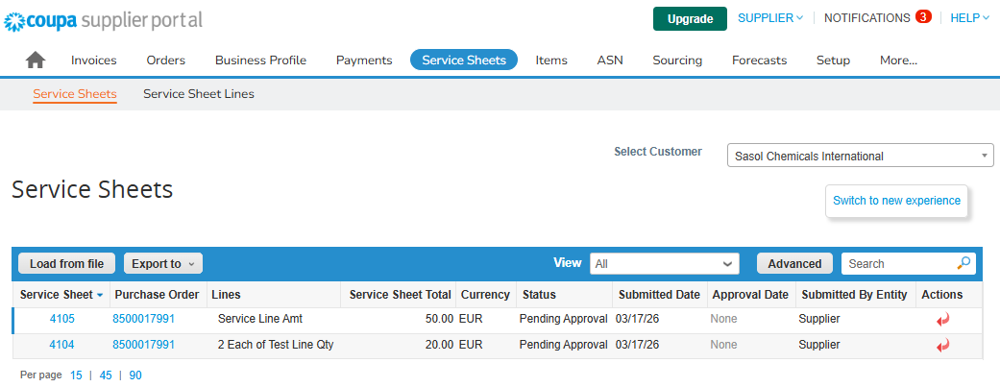 coupa supplier portal Upgrade SUPPLIER NOTIFICATIONS 3 HELP
Invoices Orders Business Profile Payments Service Sheets Items ASN Sourcing Forecasts Setup More...
Service Sheets Service Sheet Lines
Select Customer Sasol Chemicals International
Service Sheets
Switch to new experience
Load from file Export to View All Advanced Search
Service Sheet Purchase Order Lines Service Sheet Total Currency Status Submitted Date Approval Date Submitted By Entity Actions
4105 8500017991 Service Line Amt 50.00 EUR Pending Approval 03/17/26 None Supplier
4104 8500017991 2 Each of Test Line Qty 20.00 EUR Pending Approval 03/17/26 None Supplier
Per page 15 | 45 | 90